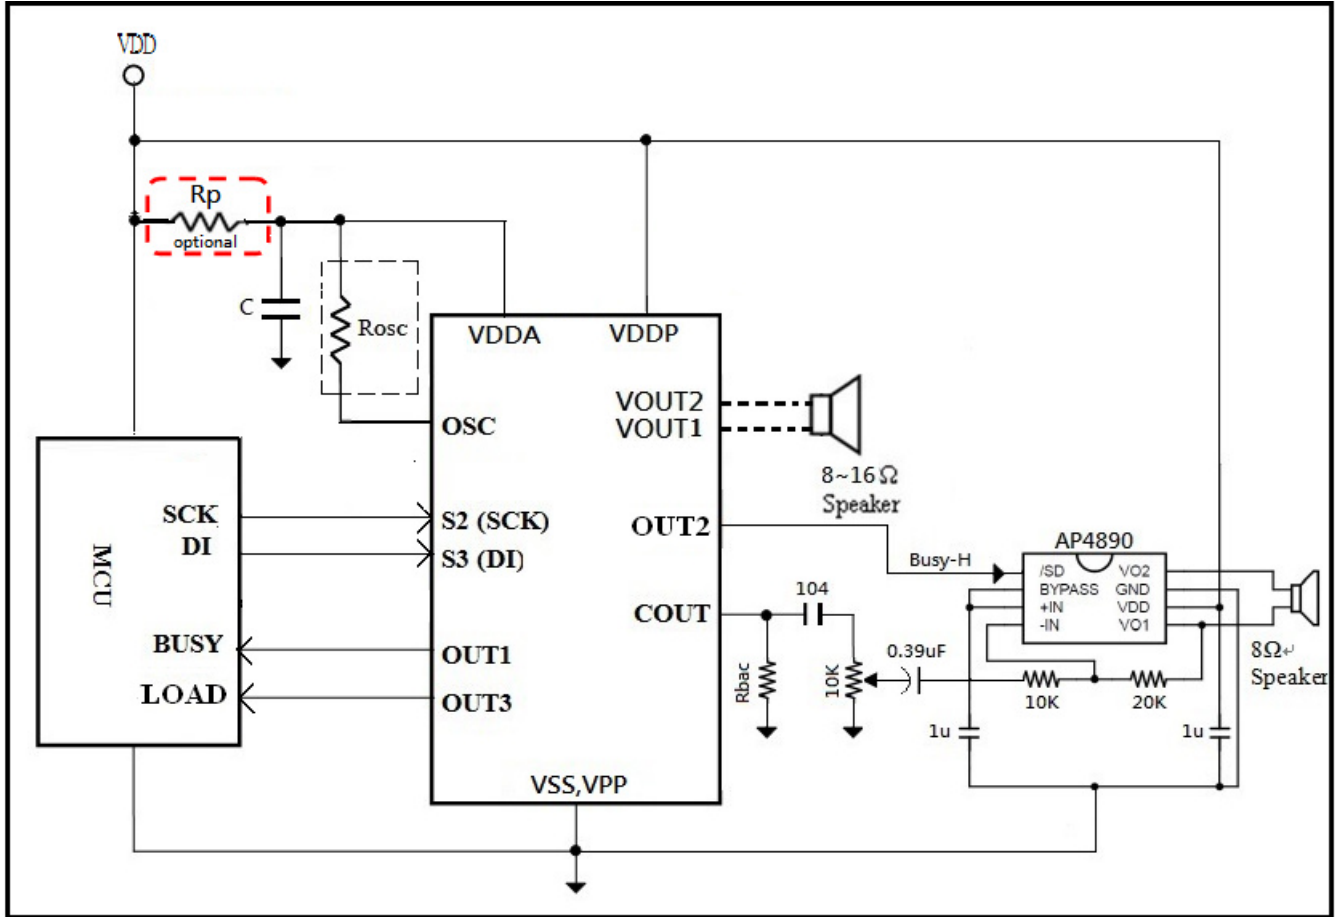 VDD
Rp
optional
C
Rosc
VDDA
VDDP
OSC
VOUT2
VOUT1
8~16 Ω
Speaker
MCU
SCK
DI
S2 (SCK)
S3 (DI)
OUT2
Busy-H
AP4890
/SD
BYPASS
+IN
-IN
VO2
GND
VDD
VO1
8Ω↵
Speaker
COUT
104
Rbac
10K
0.39uF
10K
20K
1u
1u
BUSY
LOAD
OUT1
OUT3
VSS,VPP